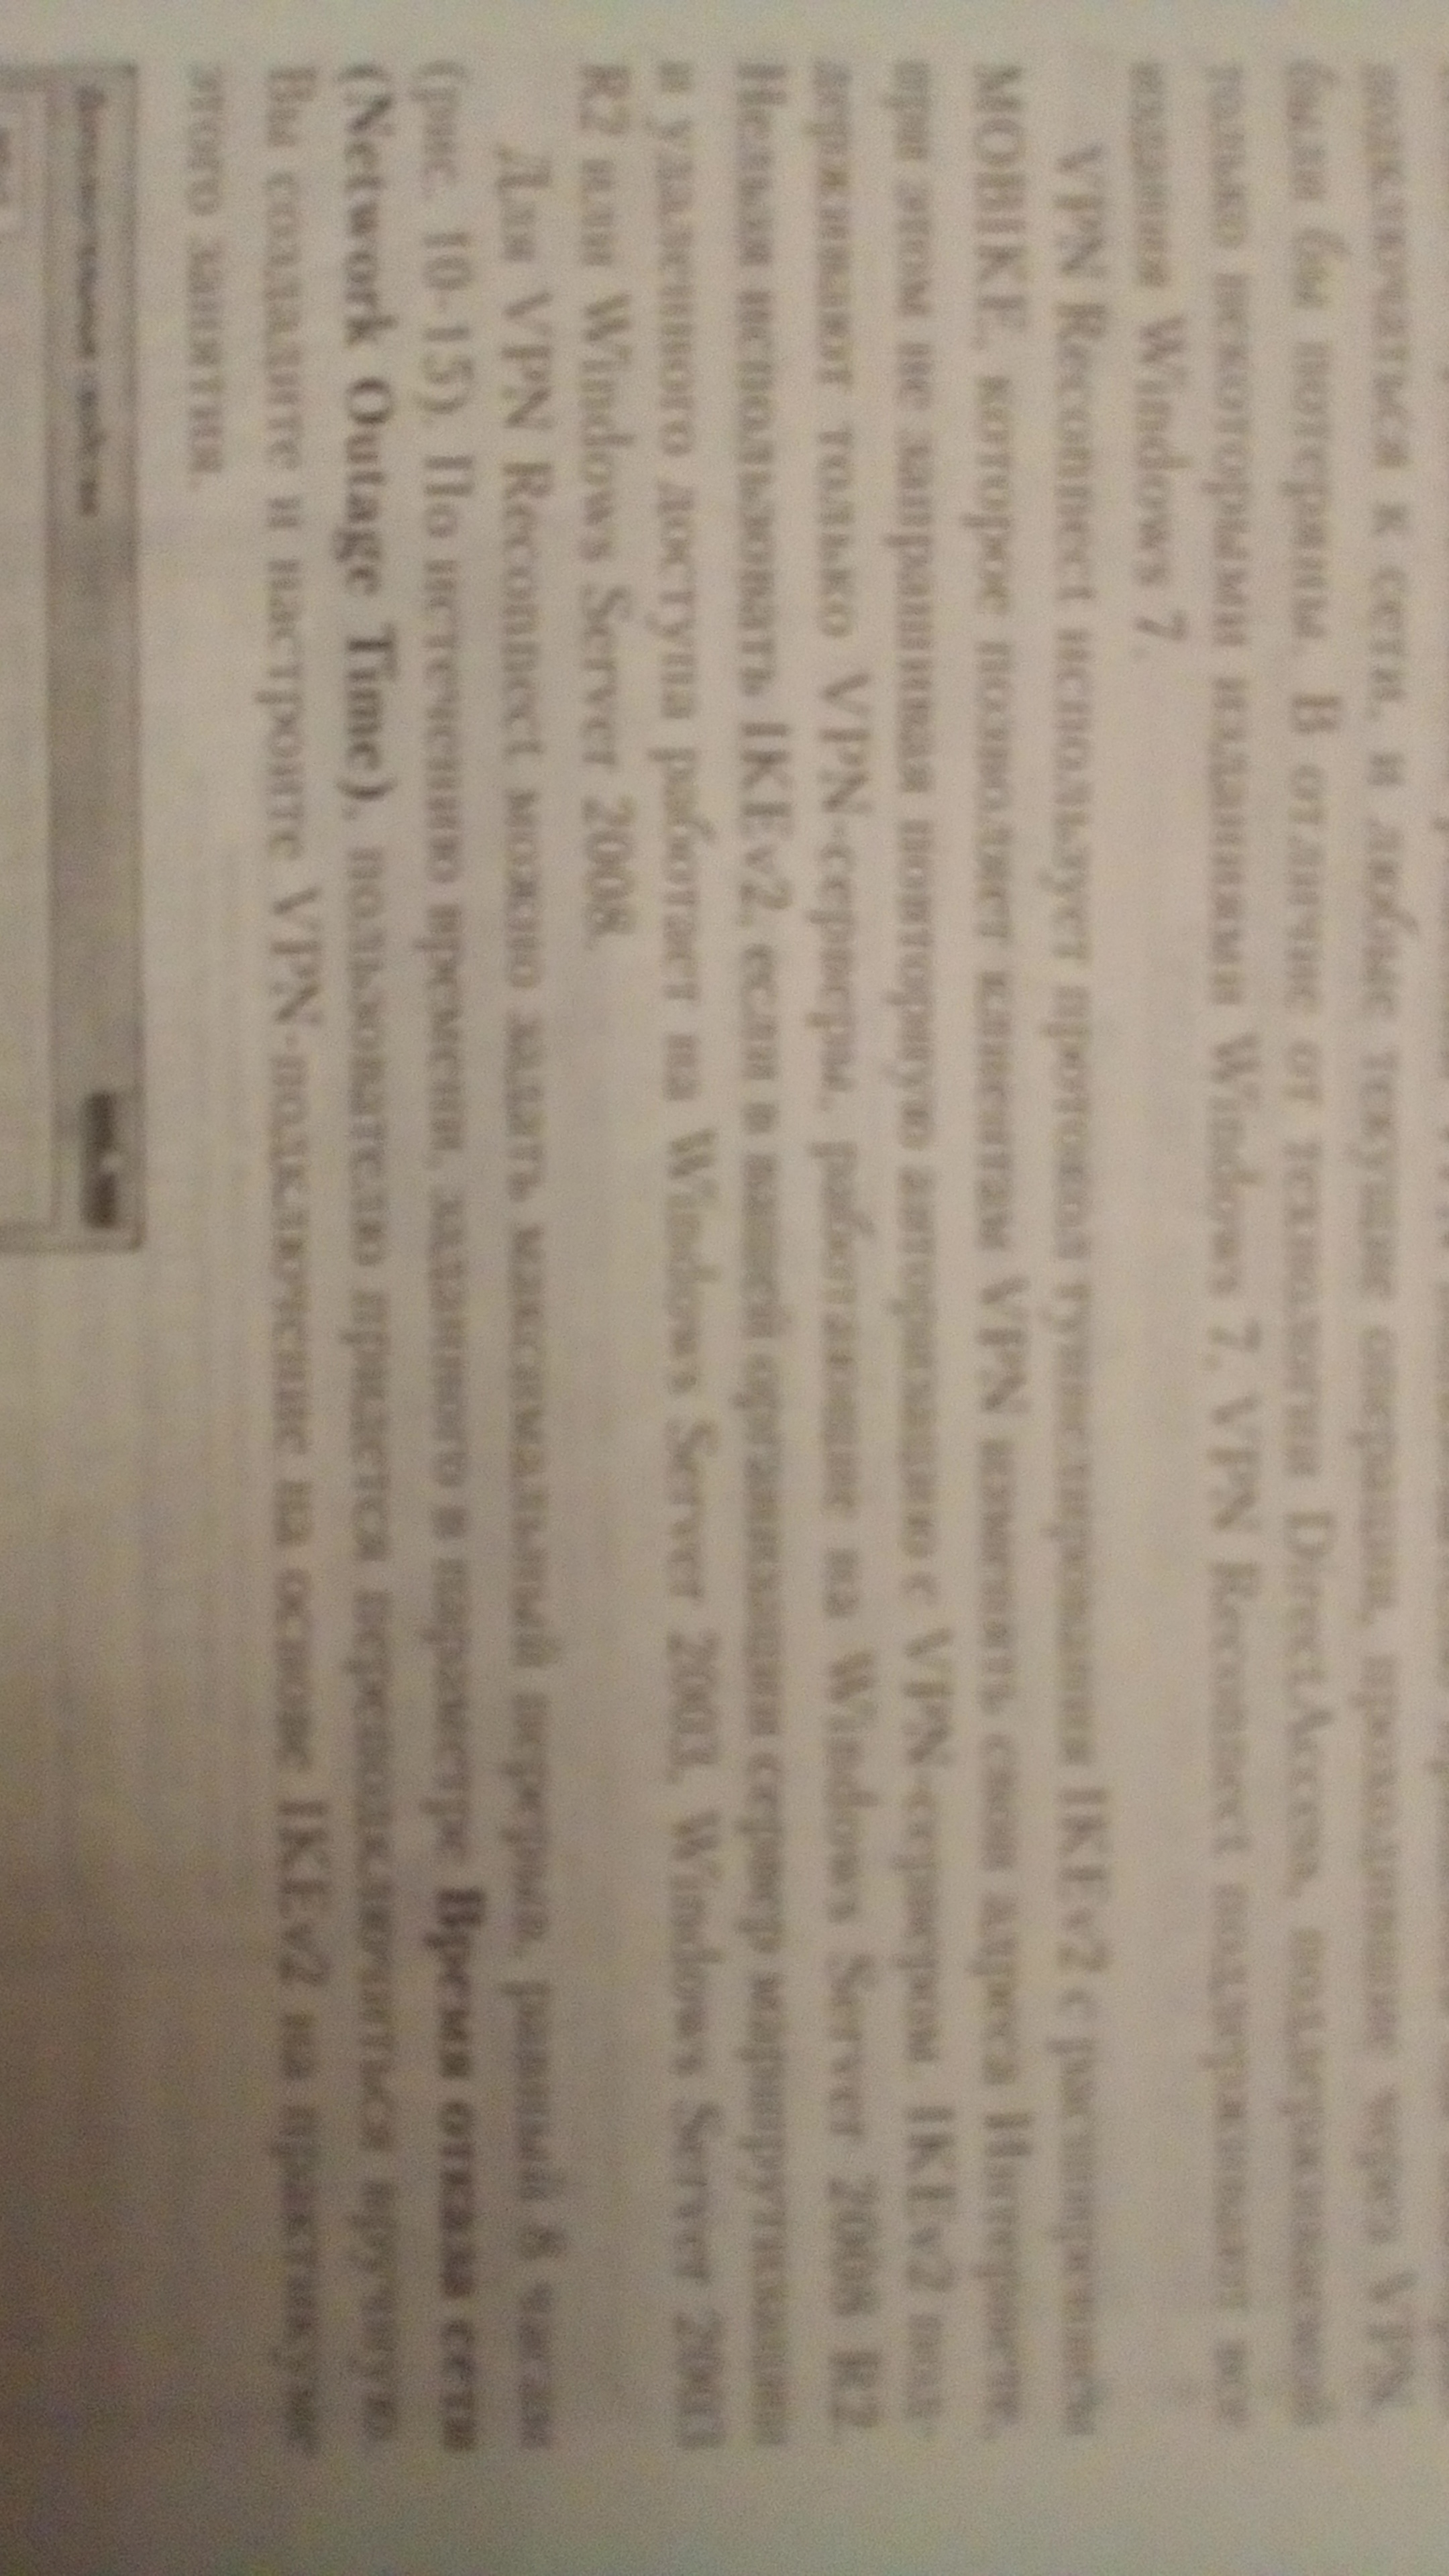 подключаться к сети, и любые текущие операции, проходившие через VPN,
были бы потеряны. В отличие от технологии DirectAccess, поддерживаемой
только некоторыми изданиями Windows 7, VPN Reconnect поддерживают все
издания Windows 7.
VPN Reconnect использует протокол туннелирования IKEv2 с расширением
MOBIKE, которое позволяет клиентам VPN изменять свои адреса Интернете,
при этом не запрашивая повторную авторизацию с VPN-сервером. IKEv2 под-
держивают только VPN-серверы, работающие на Windows Server 2008 R2.
Нельзя использовать IKEv2, если в вашей организации сервер маршрутизации
и удаленного доступа работает на Windows Server 2003, Windows Server 2003
R2 или Windows Server 2008.
Для VPN Reconnect можно задать максимальный перерыв, равный 8 часам
(рис. 10-15). По истечению времени, заданного в параметре Время отказа сети
(Network Outage Time), пользователю придется переподключиться вручную.
Вы создадите и настроите VPN-подключение на основе IKEv2 на практикуме
этого занятия.
Дополнительные свойства